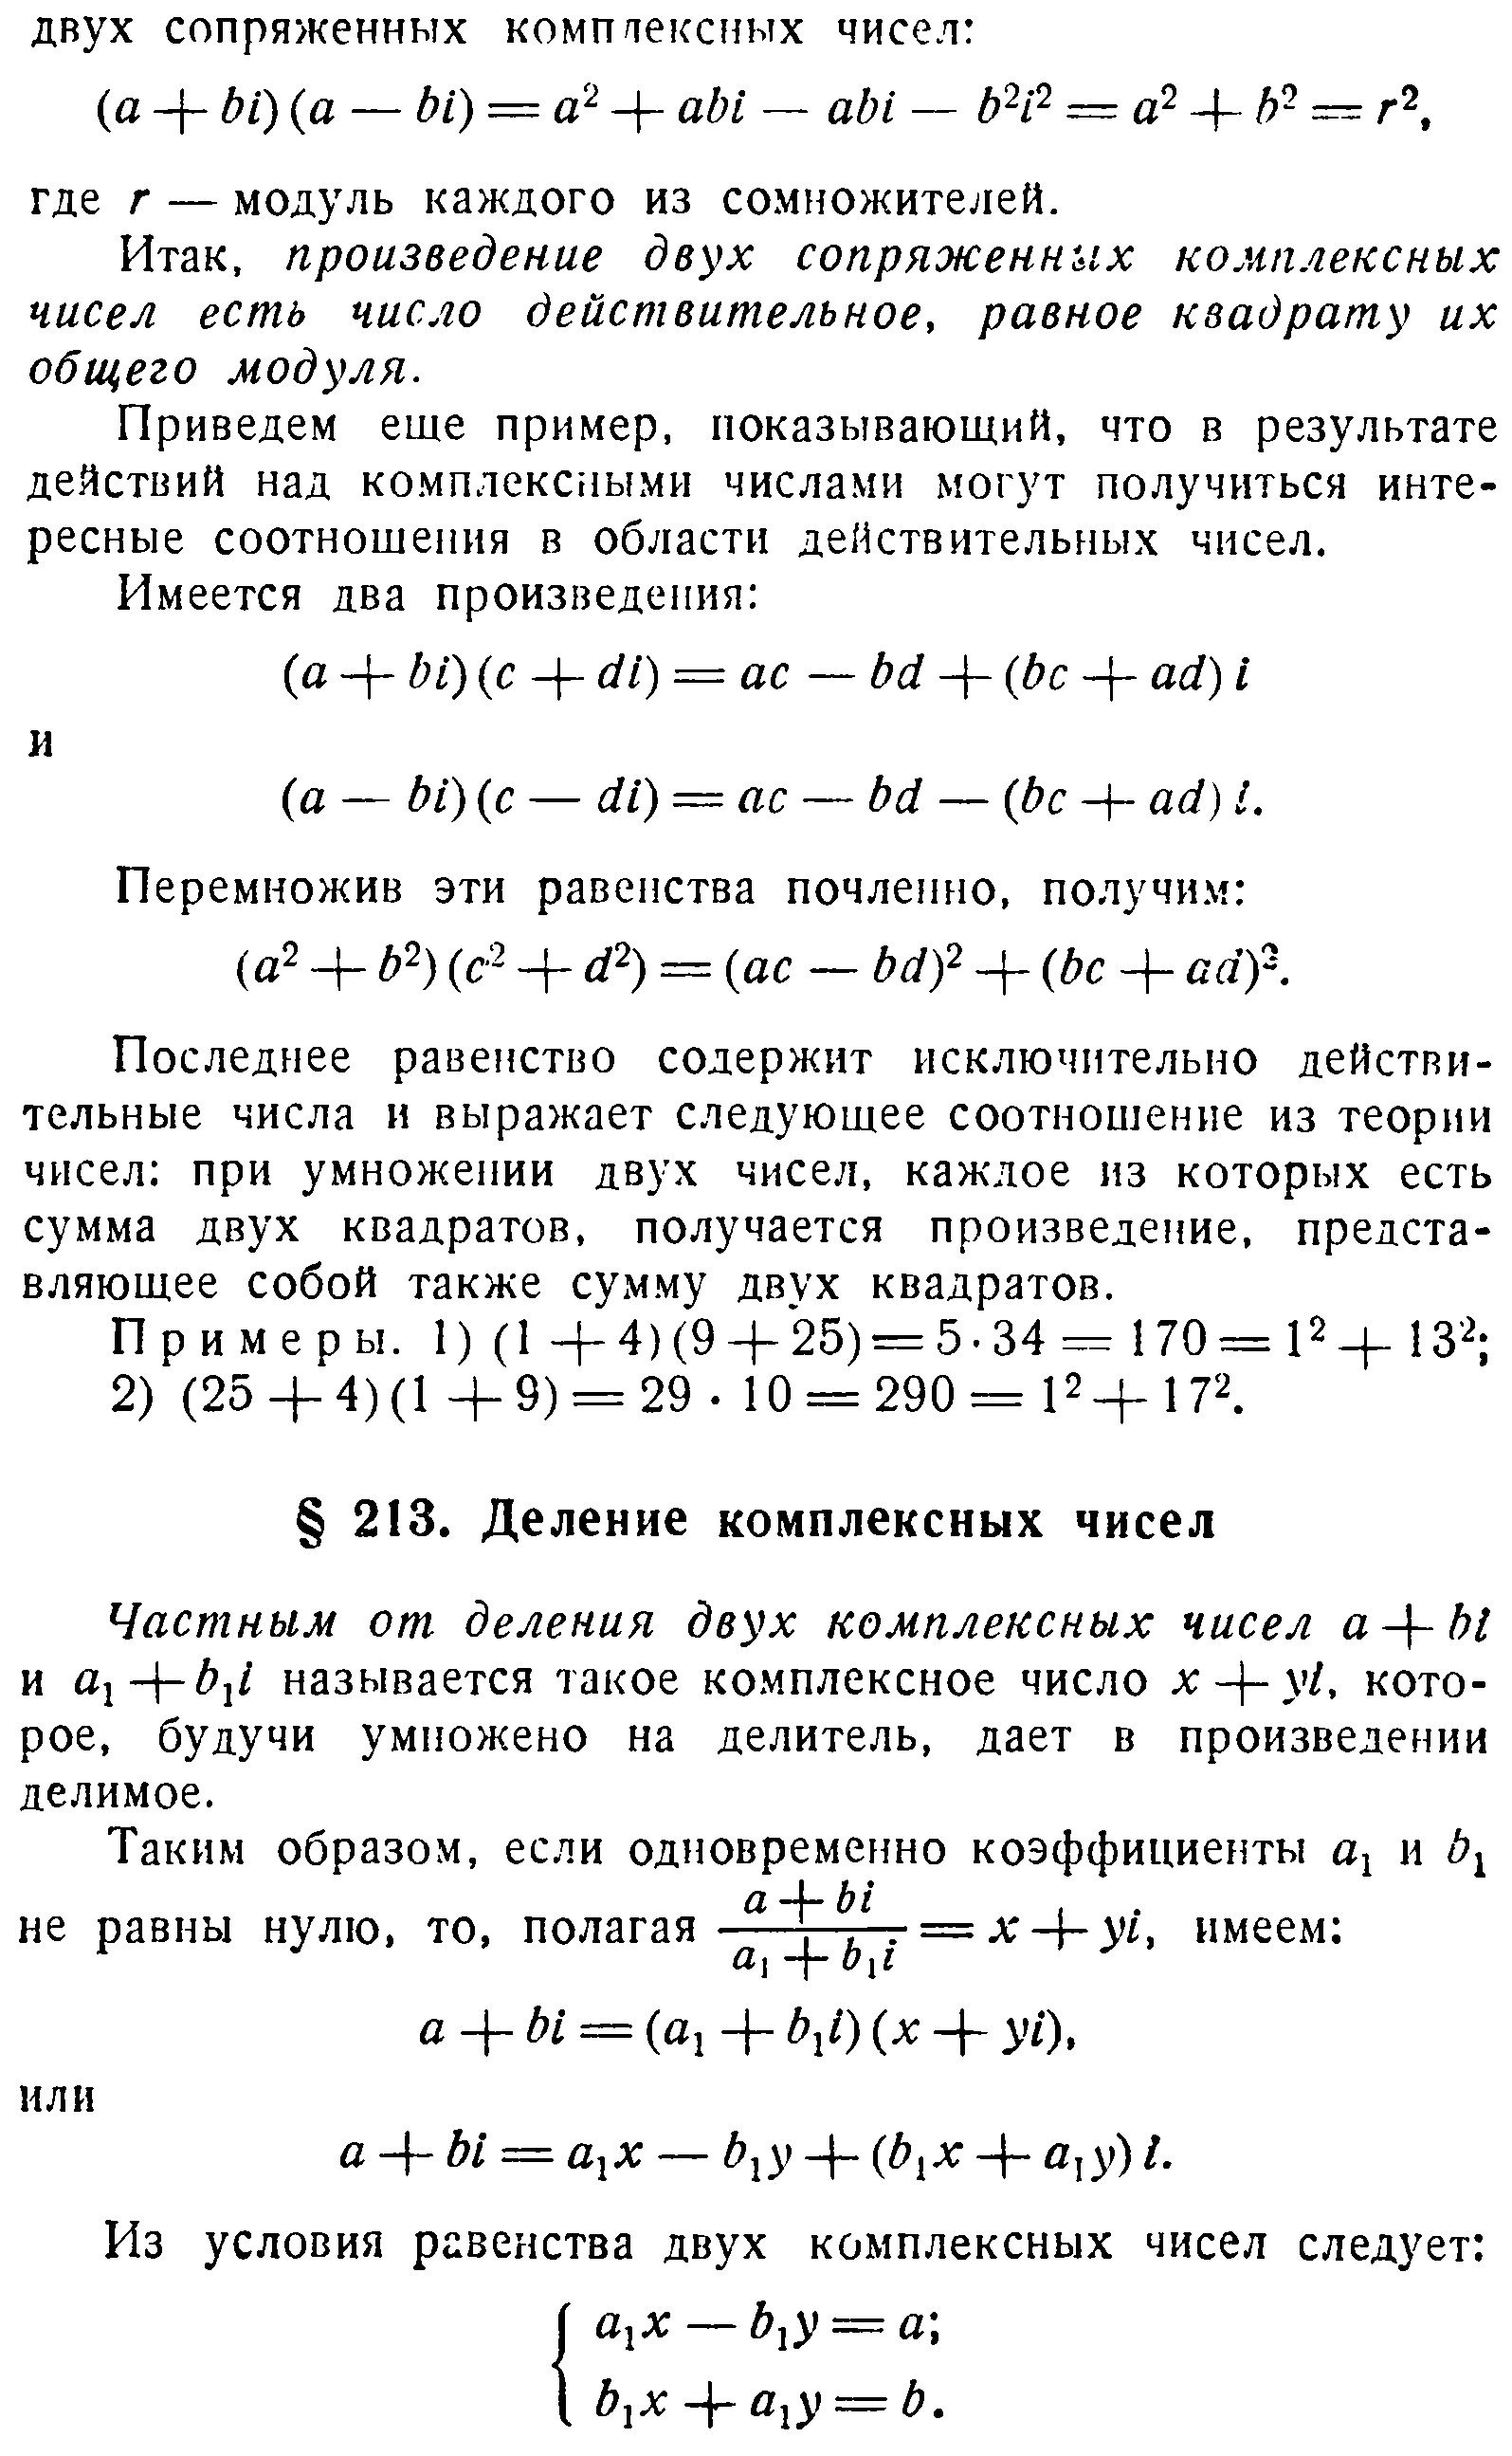 двух сопряженных комплексных чисел:
(a + bi) (a — bi) = a² + abi — abi — b²i² = a² + b² = r²,
где r — модуль каждого из сомножителей.
Итак, произведение двух сопряженных комплексных
чисел есть число действительное, равное квадрату их
общего модуля.
Приведем еще пример, показывающий, что в результате
действий над комплексными числами могут получиться инте-
ресные соотношения в области действительных чисел.
Имеется два произведения:
(a + bi) (c + di) = ac — bd + (bc + ad) i
и
(a — bi) (c — di) = ac — bd — (bc + ad) i.
Перемножив эти равенства почленно, получим:
(a² + b²) (c² + d²) = (ac — bd)² + (bc + ad)².
Последнее равенство содержит исключительно действи-
тельные числа и выражает следующее соотношение из теории
чисел: при умножении двух чисел, каждое из которых есть
сумма двух квадратов, получается произведение, предста-
вляющее собой также сумму двух квадратов.
Примеры. 1) (1 + 4) (9 + 25) = 5 · 34 = 170 = 1² + 13²;
2) (25 + 4) (1 + 9) = 29 · 10 = 290 = 1² + 17².
§ 213. Деление комплексных чисел
Частным от деления двух комплексных чисел a + bi
и a₁ + b₁i называется такое комплексное число x + yi, кото-
рое, будучи умножено на делитель, дает в произведении
делимое.
Таким образом, если одновременно коэффициенты a₁ и b₁
не равны нулю, то, полагая (a + bi)/(a₁ + b₁i) = x + yi, имеем:
a + bi = (a₁ + b₁i) (x + yi),
или
a + bi = a₁x — b₁y + (b₁x + a₁y) i.
Из условия равенства двух комплексных чисел следует:
{ a₁x — b₁y = a;
b₁x + a₁y = b.